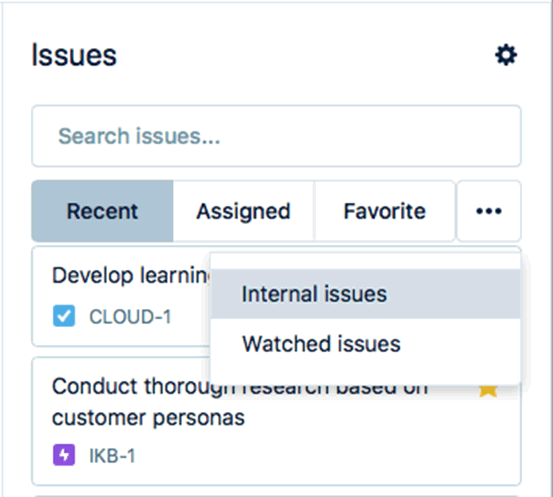 Issues
Search issues...
Recent
Assigned
Favorite
Develop learning
CLOUD-1
Internal issues
Watched issues
Conduct thorough research based on
customer personas
IKB-1